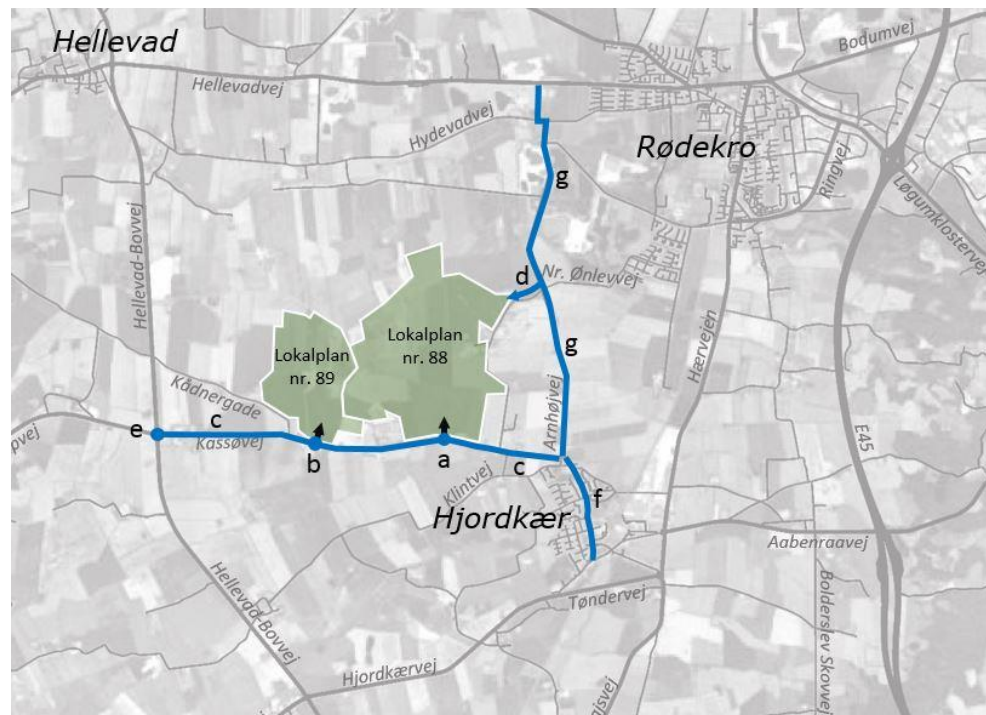 Hellevad
Bodumvej
Hellevadvej
Hydevadvej
Rødekro
Ringvej
Løgumklostervej
g
Hellevad-Bovvej
d
Nr. Ønlevvej
Lokalplan
nr. 88
Lokalplan
nr. 89
g
Hærvejen
Arnhøjvej
Kådnergade
c
e
Kassøvej
b
a
c
E45
Klintvej
f
Hjordkær
Aabenraavej
Hellevad-Bovvej
Tøndervej
Bolderslev Skovvej
Hjordkærvej